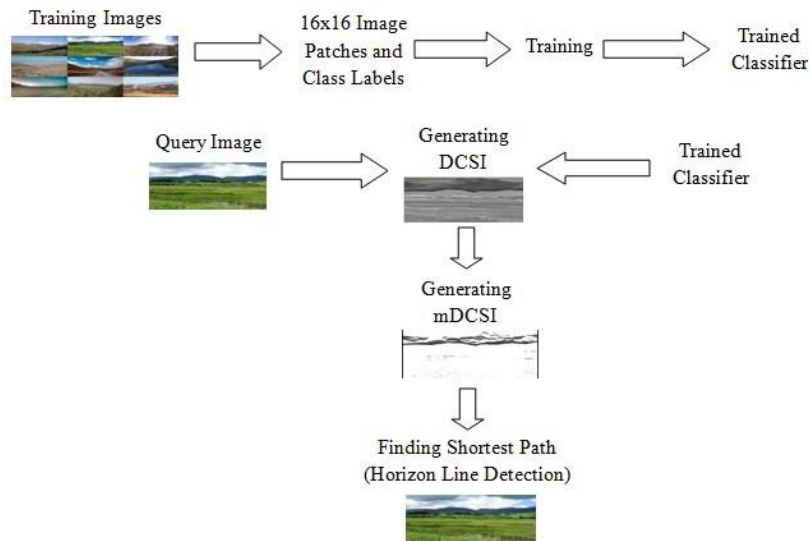 Training Images
16x16 Image
Patches and
Class Labels
Training
Trained
Classifier
Query Image
Generating
DCSI
Trained
Classifier
Generating
mDCSI
Finding Shortest Path
(Horizon Line Detection)